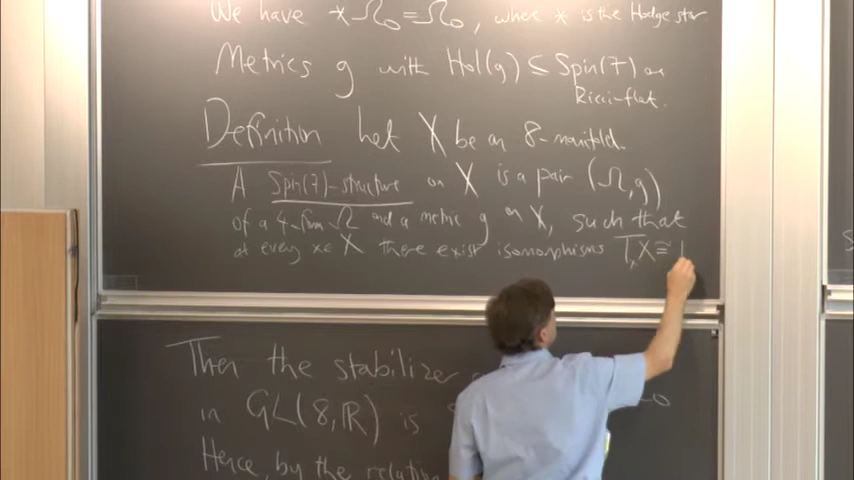 We have *Ω₀ = Ω₀, where * is the Hodge star
Metrics g with Hol(g) ⊆ Spin(7) are
Ricci-flat.
Definition Let X be an 8-manifold.
A Spin(7)-structure on X is a pair (Ω,g)
of a 4-form Ω and a metric g on X, such that
at every x∈X there exist isomorphisms TₓX ≅
Then the stabilizer
in GL(8,ℝ) is
Hence, by the relation